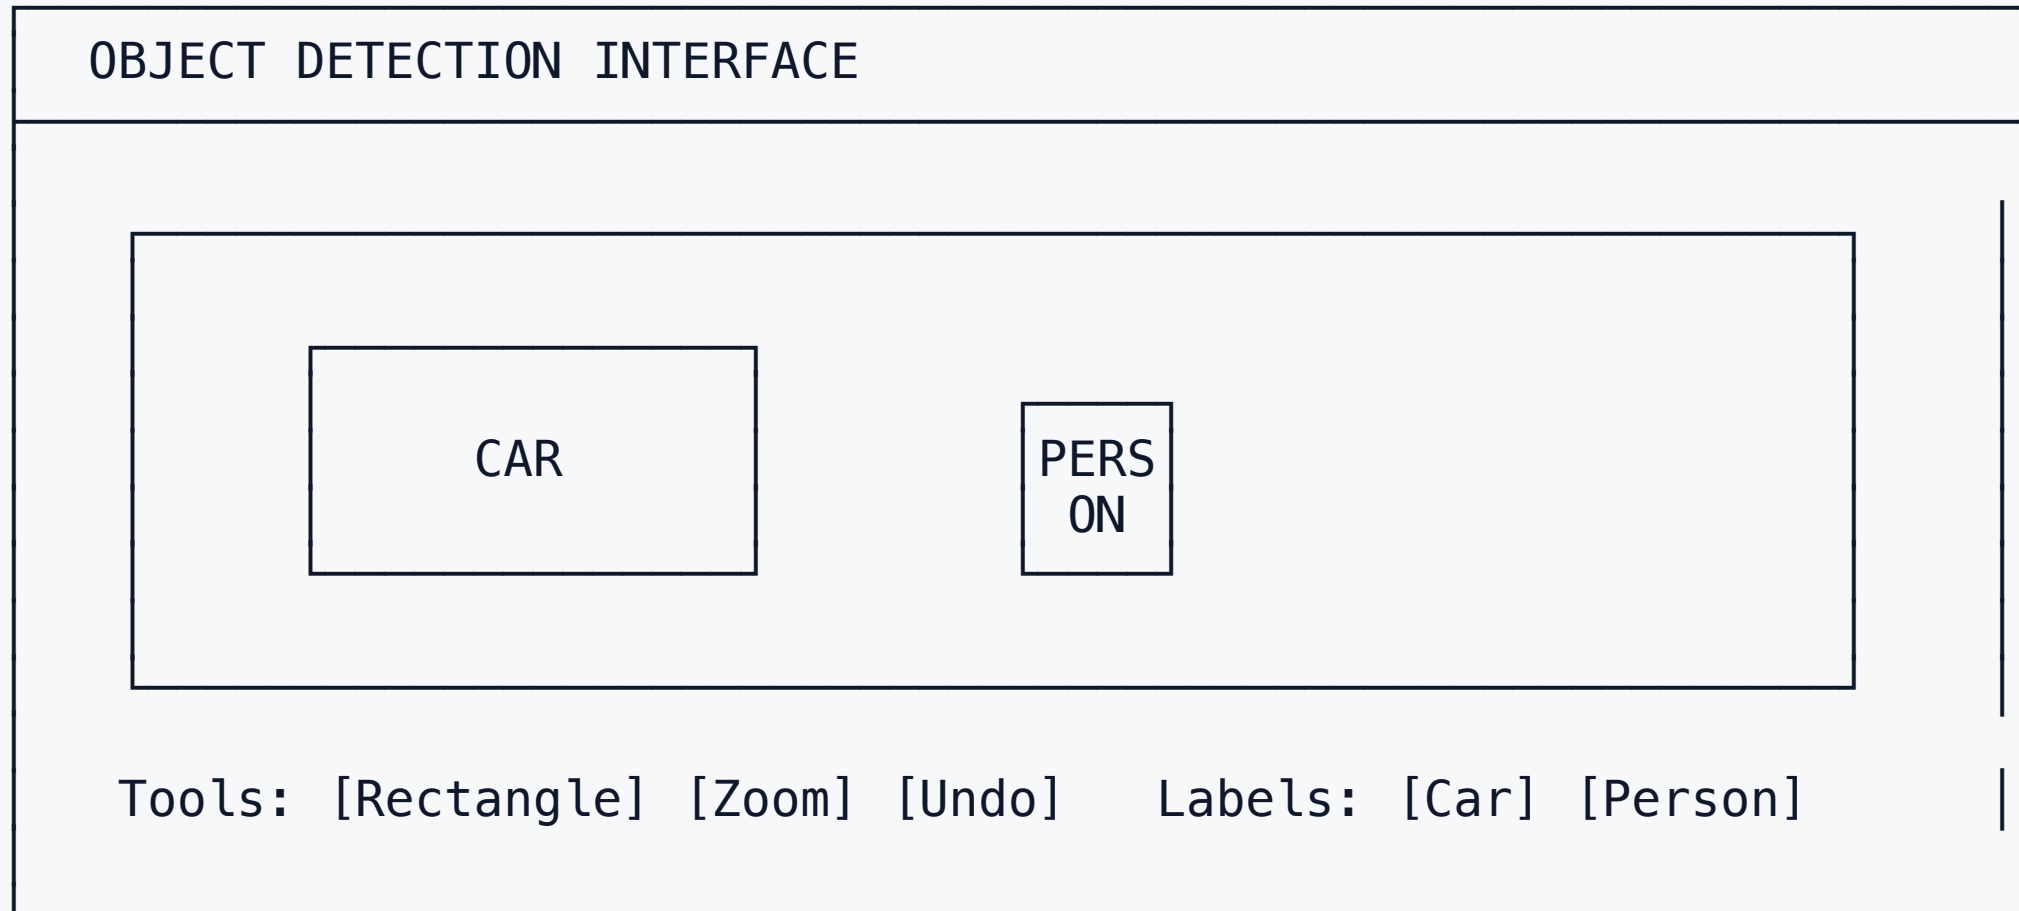 OBJECT DETECTION INTERFACE
CAR
PERS
ON
Tools: [Rectangle] [Zoom] [Undo] Labels: [Car] [Person]